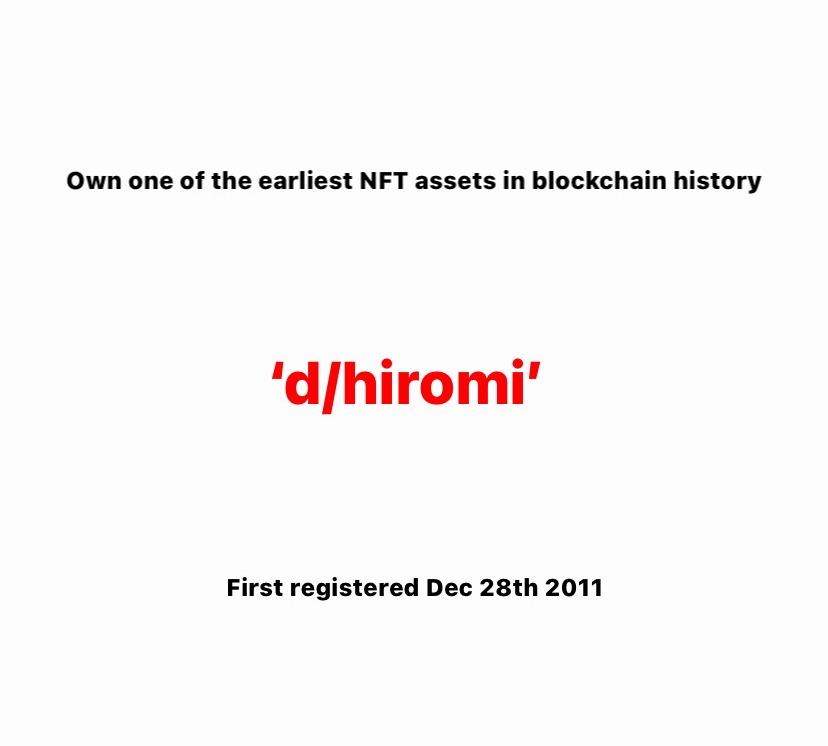 Own one of the earliest NFT assets in blockchain history
‘d/hiromi’
First registered Dec 28th 2011